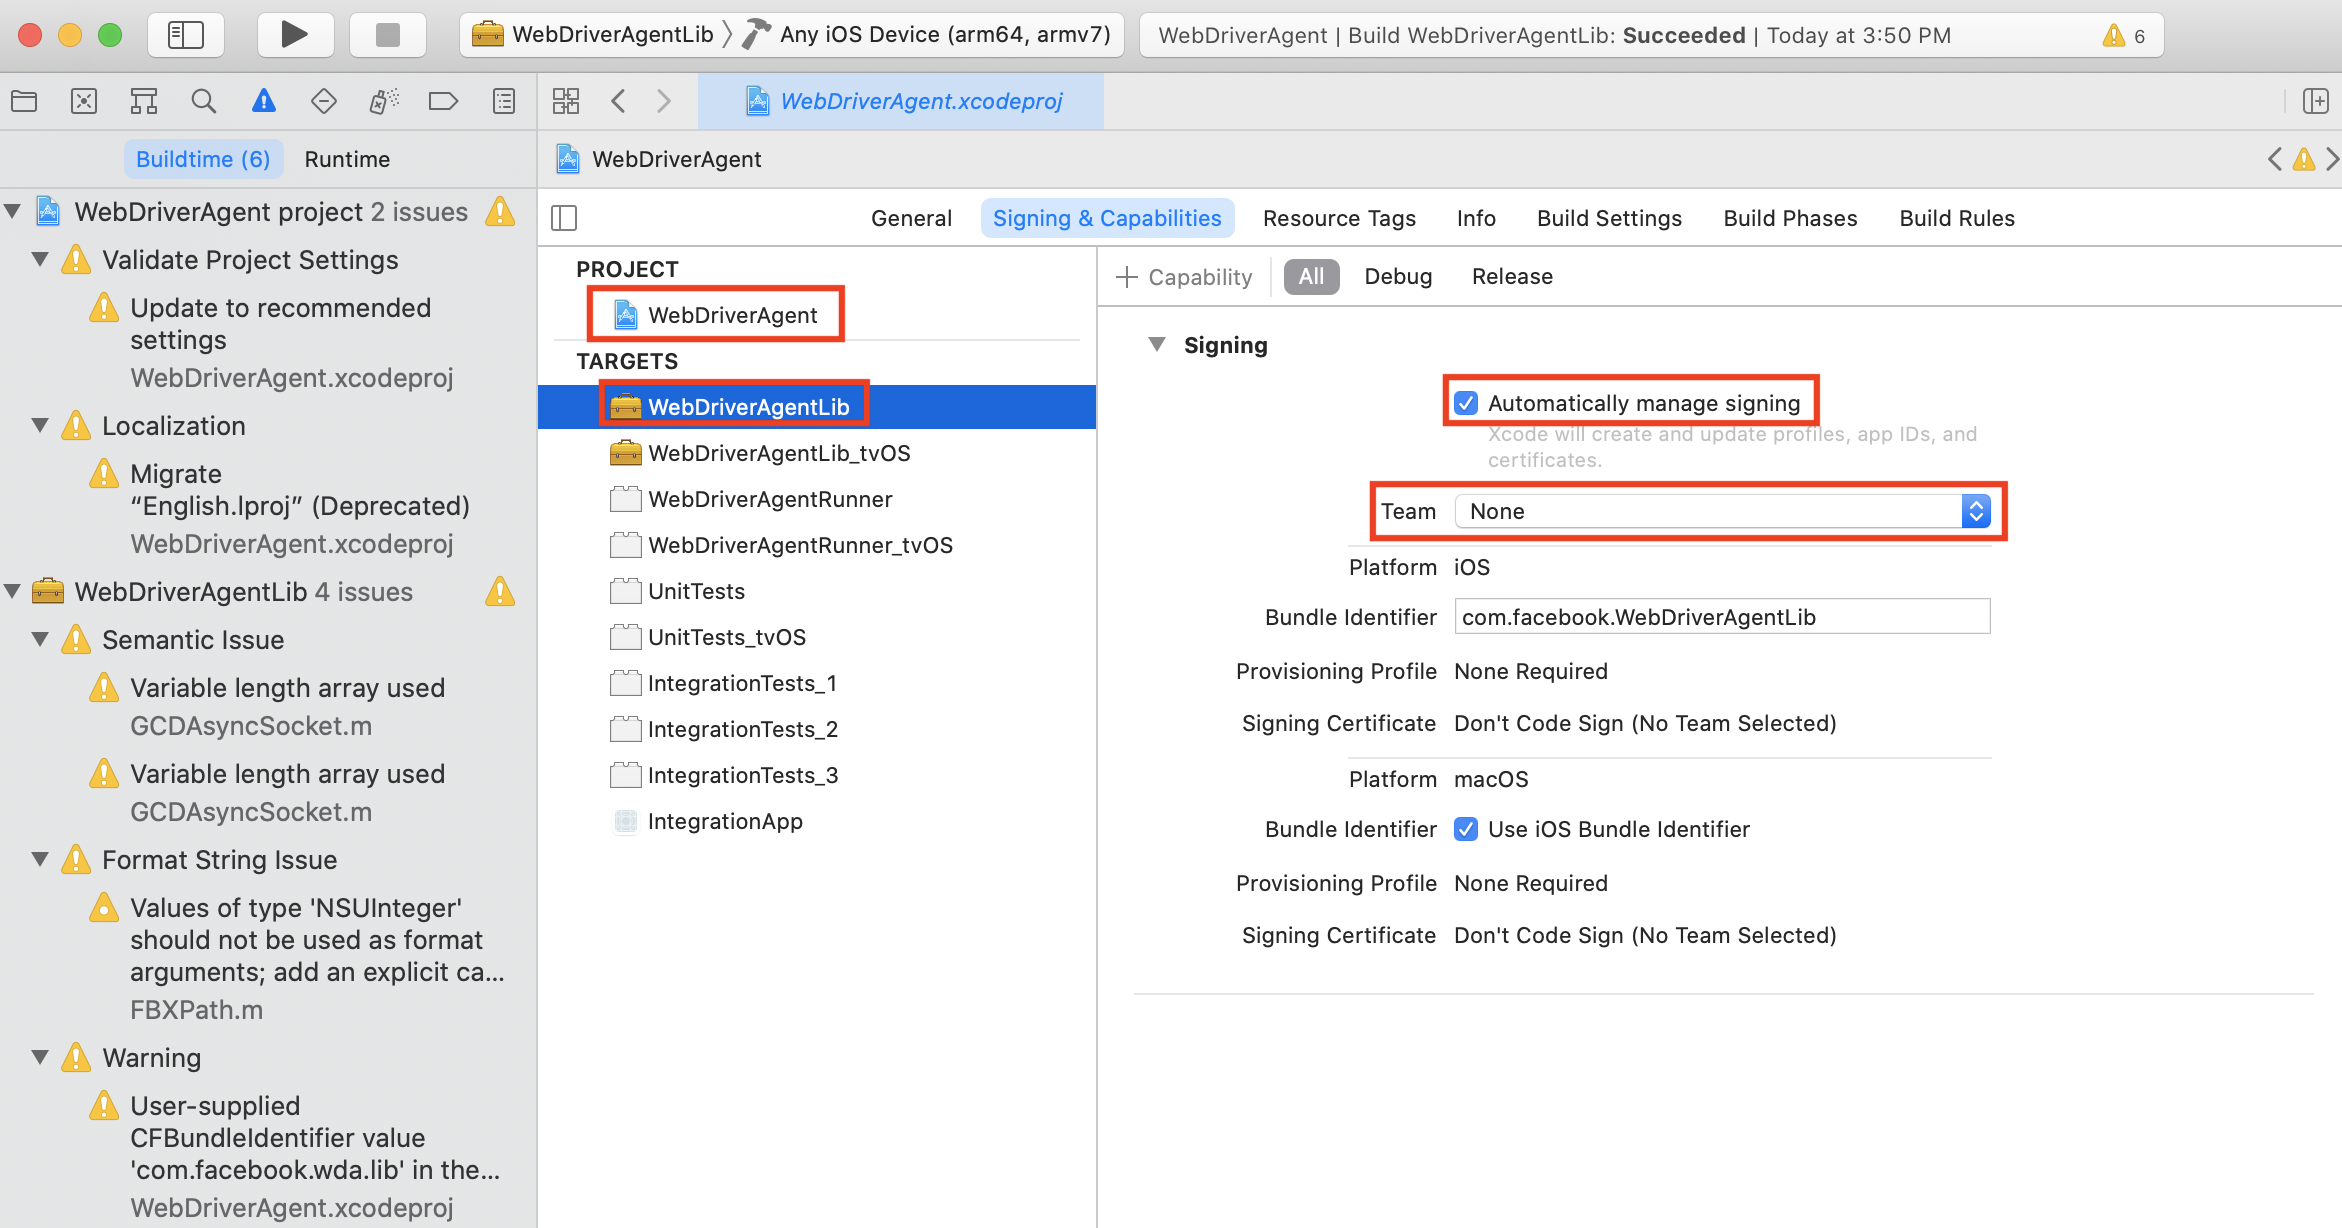 WebDriverAgentLib
Any iOS Device (arm64, armv7)
WebDriverAgent | Build WebDriverAgentLib: Succeeded | Today at 3:50 PM
6
WebDriverAgent.xcodeproj
Buildtime (6)
Runtime
WebDriverAgent
WebDriverAgent project 2 issues
Validate Project Settings
Update to recommended
settings
WebDriverAgent.xcodeproj
Localization
Migrate
“English.lproj” (Deprecated)
WebDriverAgent.xcodeproj
WebDriverAgentLib 4 issues
Semantic Issue
Variable length array used
GCDAsyncSocket.m
Variable length array used
GCDAsyncSocket.m
Format String Issue
Values of type 'NSUInteger'
should not be used as format
arguments; add an explicit ca...
FBXPath.m
Warning
User-supplied
CFBundleIdentifier value
'com.facebook.wda.lib' in the...
WebDriverAgent.xcodeproj
General
Signing & Capabilities
Resource Tags
Info
Build Settings
Build Phases
Build Rules
PROJECT
WebDriverAgent
TARGETS
WebDriverAgentLib
WebDriverAgentLib_tvOS
WebDriverAgentRunner
WebDriverAgentRunner_tvOS
UnitTests
UnitTests_tvOS
IntegrationTests_1
IntegrationTests_2
IntegrationTests_3
IntegrationApp
Capability
All
Debug
Release
Signing
Automatically manage signing
Xcode will create and update profiles, app IDs, and
certificates.
Team None
Platform iOS
Bundle Identifier com.facebook.WebDriverAgentLib
Provisioning Profile None Required
Signing Certificate Don't Code Sign (No Team Selected)
Platform macOS
Bundle Identifier Use iOS Bundle Identifier
Provisioning Profile None Required
Signing Certificate Don't Code Sign (No Team Selected)